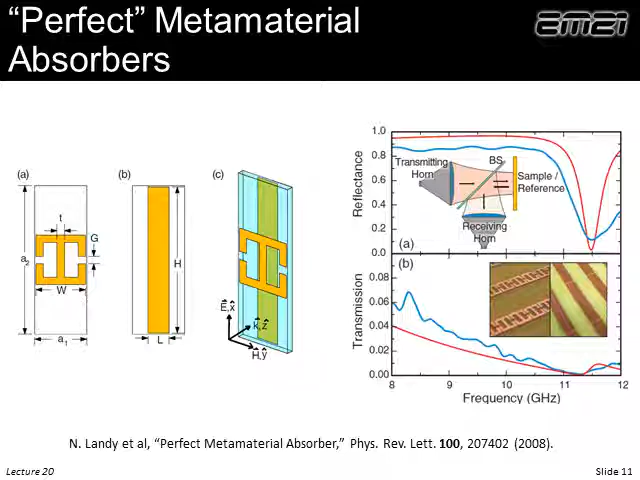 “Perfect” Metamaterial
Absorbers
EM21
(a)
(b)
(c)
t
G
a2
W
H
a1
L
E,x̂
k,ẑ
H,ŷ
Reflectance
1.0
0.8
0.6
0.4
0.2
0.0
Transmitting
Horn
BS
Sample /
Reference
Receiving
Horn
(a)
Transmission
0.08
0.06
0.04
0.02
0.00
(b)
8
9
10
11
12
Frequency (GHz)
N. Landy et al, “Perfect Metamaterial Absorber,” Phys. Rev. Lett. 100, 207402 (2008).
Lecture 20
Slide 11